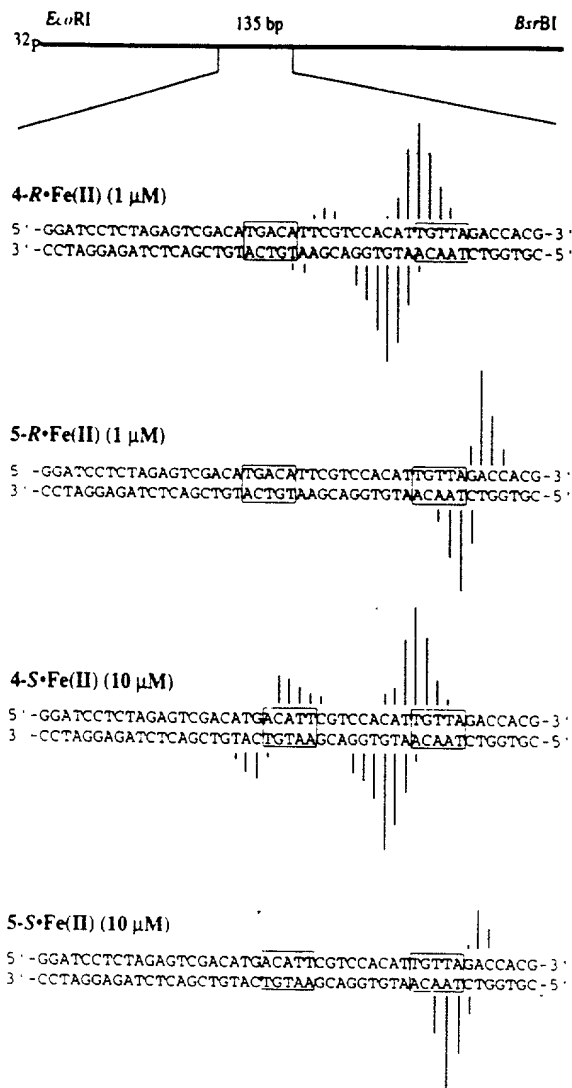 EcoRI 135 bp BsrBI
32p
4-R•Fe(II) (1 μM)
5'-GGATCCTCTAGAGTCGACATGACATTCGTCCACATTGTTAGACCACG-3'
3'-CCTAGGAGATCTCAGCTGTACTGTAAGCAGGTGTAACAATCTGGTGC-5'
5-R•Fe(II) (1 μM)
5 -GGATCCTCTAGAGTCGACATGACATTCGTCCACATTGTTAGACCACG-3'
3'-CCTAGGAGATCTCAGCTGTACTGTAAGCAGGTGTAACAATCTGGTGC-5'
4-S•Fe(II) (10 μM)
5'-GGATCCTCTAGAGTCGACATGACATTCGTCCACATTGTTAGACCACG-3'
3 -CCTAGGAGATCTCAGCTGTACTGTAAGCAGGTGTAACAATCTGGTGC-5'
5-S•Fe(II) (10 μM)
5'-GGATCCTCTAGAGTCGACATGACATTCGTCCACATTGTTAGACCACG-3'
3'-CCTAGGAGATCTCAGCTGTACTGTAAGCAGGTGTAACAATCTGGTGC-5'